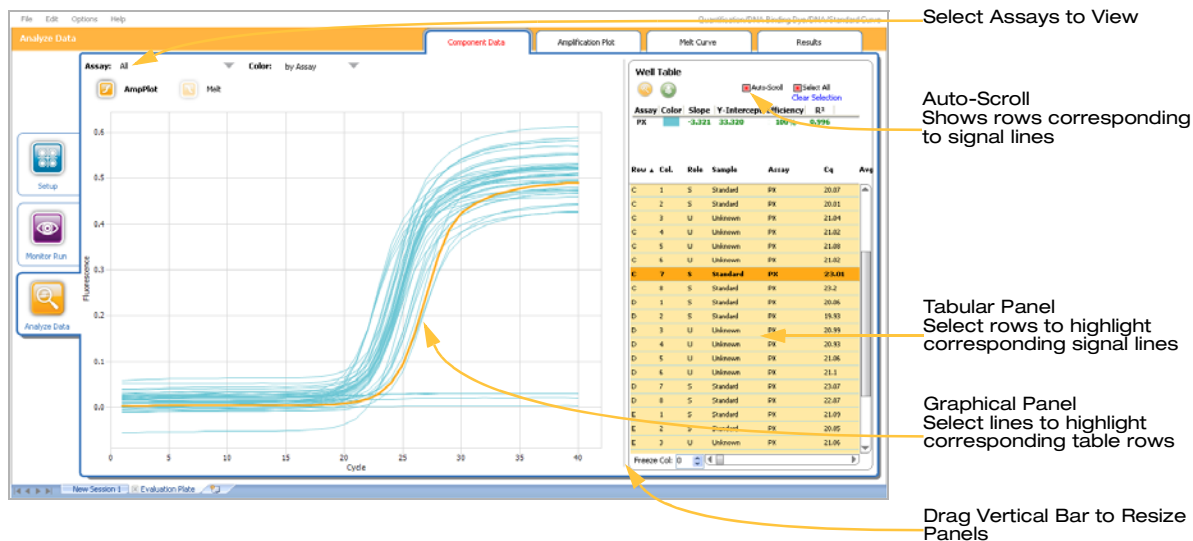 File Edit Options Help
Quantification/DNA Binding Dye/DNA/Standard Curve
Analyze Data
Component Data
Amplification Plot
Melt Curve
Results
Assay: All
Color: by Assay
AmpPlot
Melt
Setup
Monitor Run
Analyze Data
Fluorescence
0.6
0.5
0.4
0.3
0.2
0.1
0.0
0 5 10 15 20 25 30 35 40
Cycle
Well Table
Auto-Scroll Select All
Clear Selection
Assay Color Slope Y-Intercept Efficiency R²
PX -3.321 33.320 100% 0.996
Row Col. Role Sample Assay Cq Avg
C 1 S Standard PX 20.07
C 2 S Standard PX 20.01
C 3 U Unknown PX 21.04
C 4 U Unknown PX 21.02
C 5 U Unknown PX 21.08
C 6 U Unknown PX 21.02
C 7 S Standard PX 23.01
C 8 S Standard PX 23.2
D 1 S Standard PX 20.06
D 2 S Standard PX 19.93
D 3 U Unknown PX 20.99
D 4 U Unknown PX 20.93
D 5 U Unknown PX 21.06
D 6 U Unknown PX 21.1
D 7 S Standard PX 23.07
D 8 S Standard PX 22.87
E 1 S Standard PX 21.09
E 2 S Standard PX 20.85
E 3 U Unknown PX 21.06
Freeze Col: 0
New Session 1 Evaluation Plate
Select Assays to View
Auto-Scroll
Shows rows corresponding
to signal lines
Tabular Panel
Select rows to highlight
corresponding signal lines
Graphical Panel
Select lines to highlight
corresponding table rows
Drag Vertical Bar to Resize
Panels